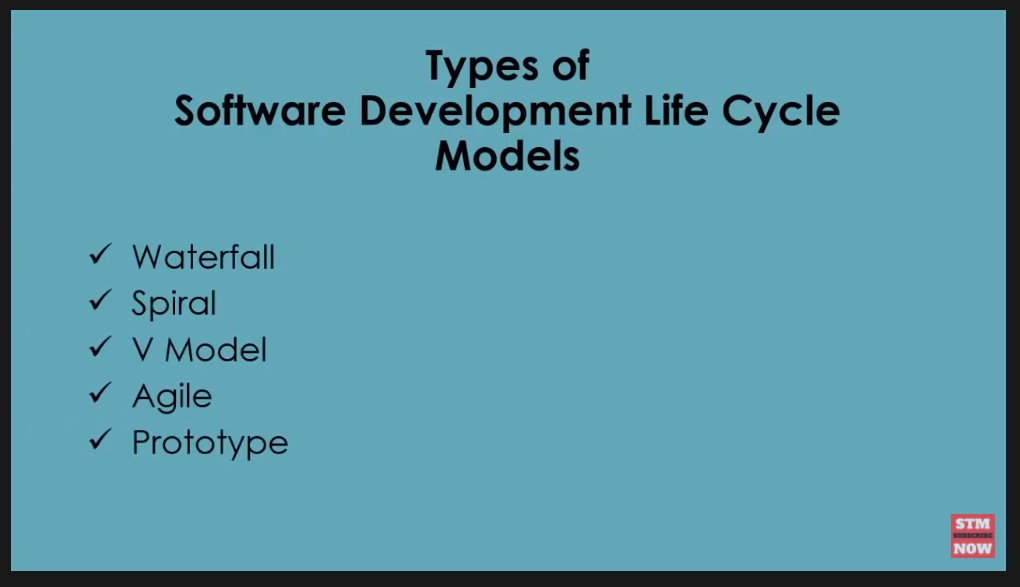 Types of
Software Development Life Cycle
Models
✓ Waterfall
✓ Spiral
✓ V Model
✓ Agile
✓ Prototype
STM
SUBSCRIBE
NOW